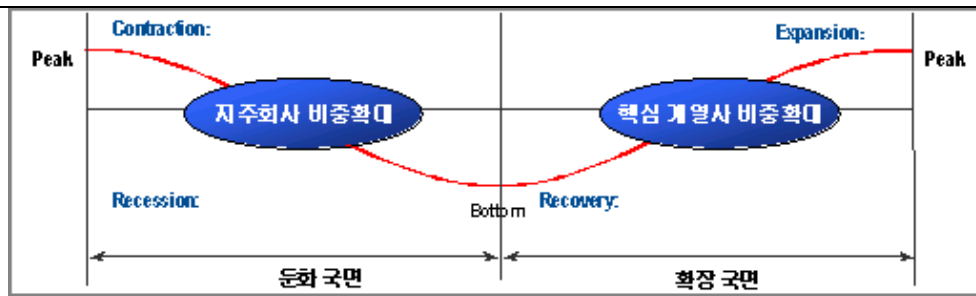 Contraction:
Expansion:
Peak
Peak
지주회사 비중확대
핵심 계열사 비중확대
Recession:
Recovery:
Bottom
둔화 국면
확장 국면